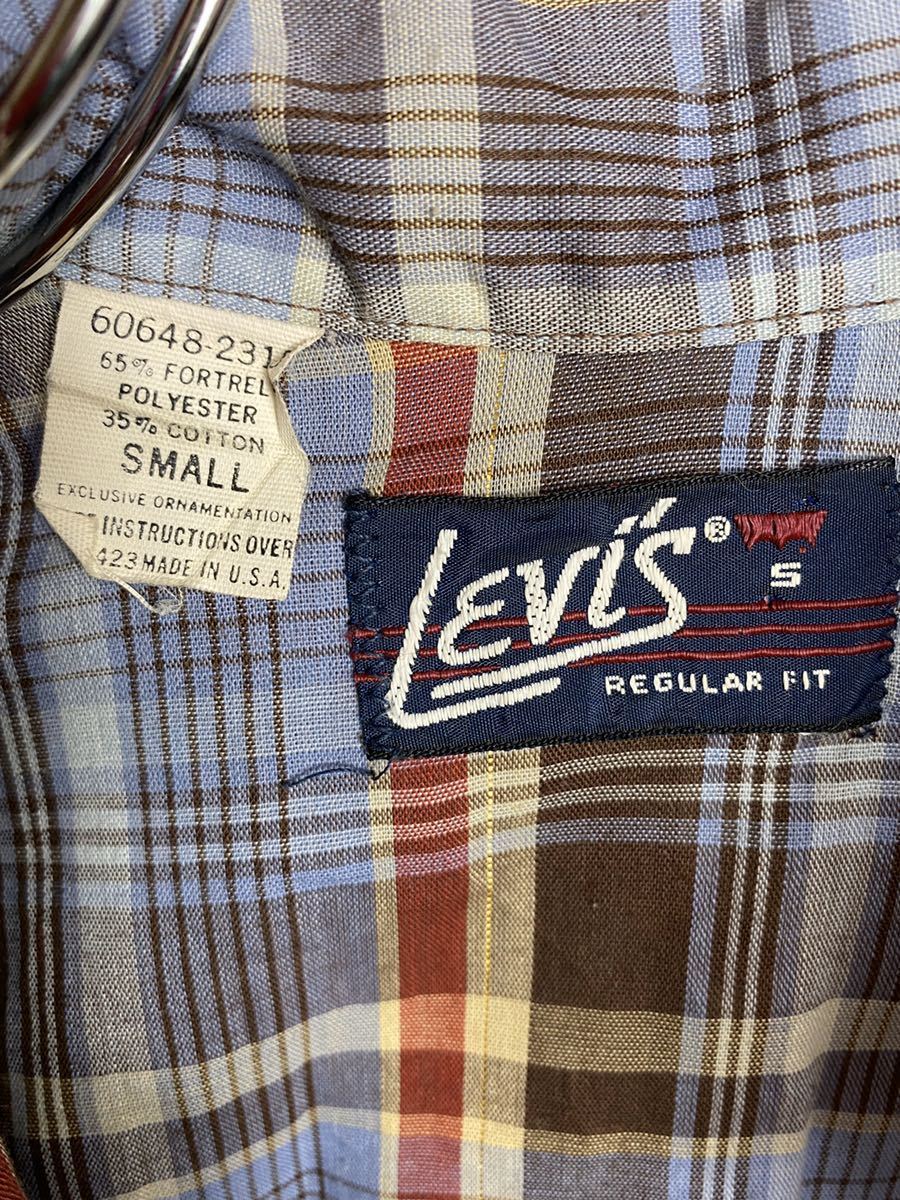 60648-231
65% FORTREL
POLYESTER
35% COTTON
SMALL
EXCLUSIVE ORNAMENTATION
INSTRUCTIONS OVER
423 MADE IN U.S.A.
LEVI'S®
S
REGULAR FIT